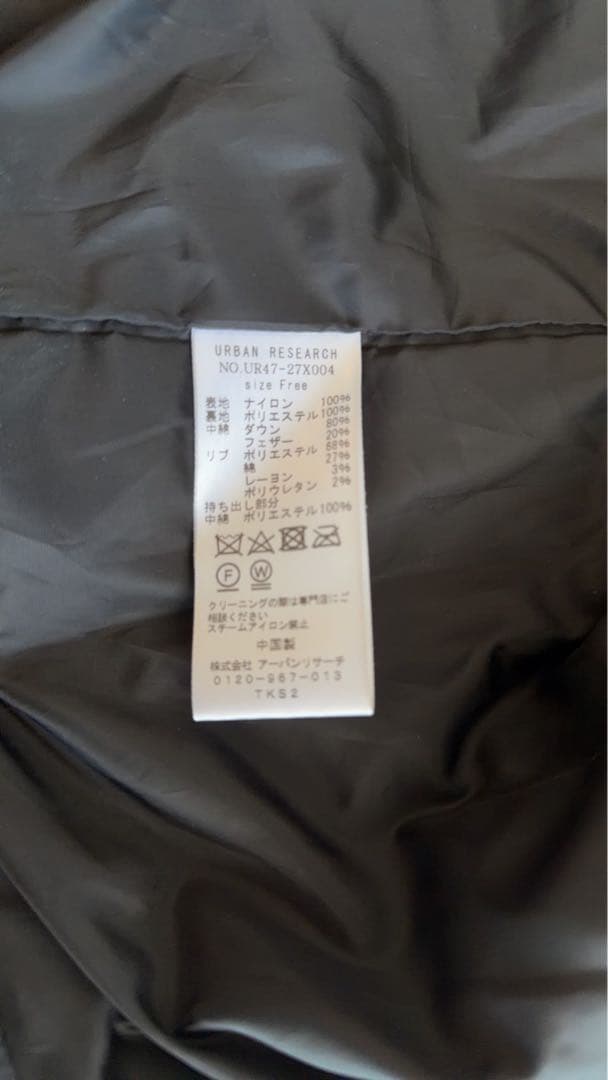 URBAN RESEARCH
NO.UR47-27X004
size Free
表地 ナイロン 100%
裏地 ポリエステル 100%
中綿 ダウン 80%
フェザー 20%
リブ ポリエステル 68%
綿 27%
レーヨン 3%
ポリウレタン 2%
持ち出し部分
中綿 ポリエステル 100%
F W
クリーニングの際は専門店にご
相談ください
スチームアイロン禁止
中国製
株式会社 アーバンリサーチ
0120-967-013
TKS2